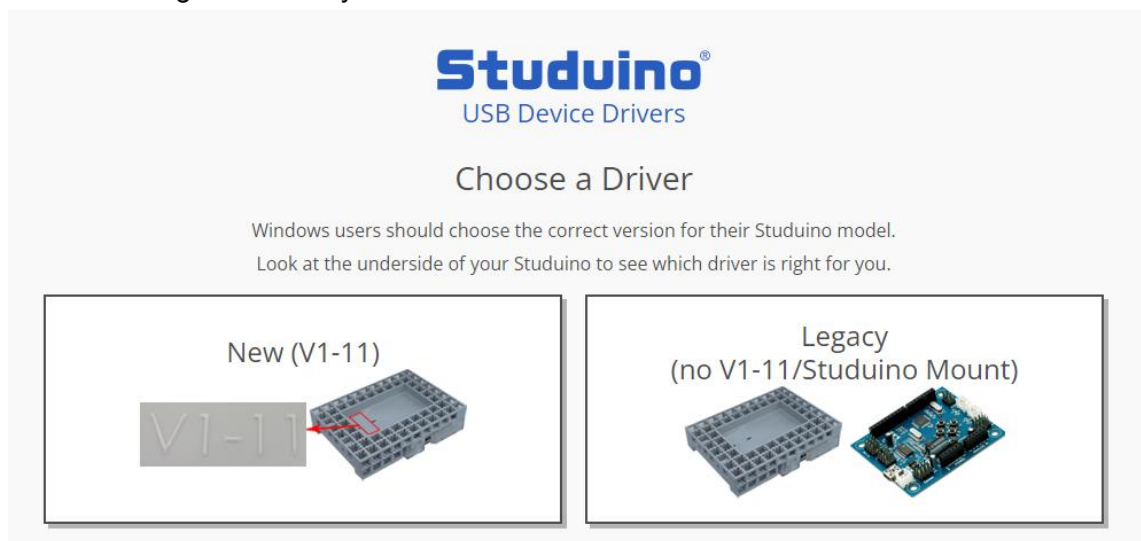 Studuino®
USB Device Drivers
Choose a Driver
Windows users should choose the correct version for their Studuino model.
Look at the underside of your Studuino to see which driver is right for you.
New (V1-11)
V1-11
Legacy
(no V1-11/Studuino Mount)